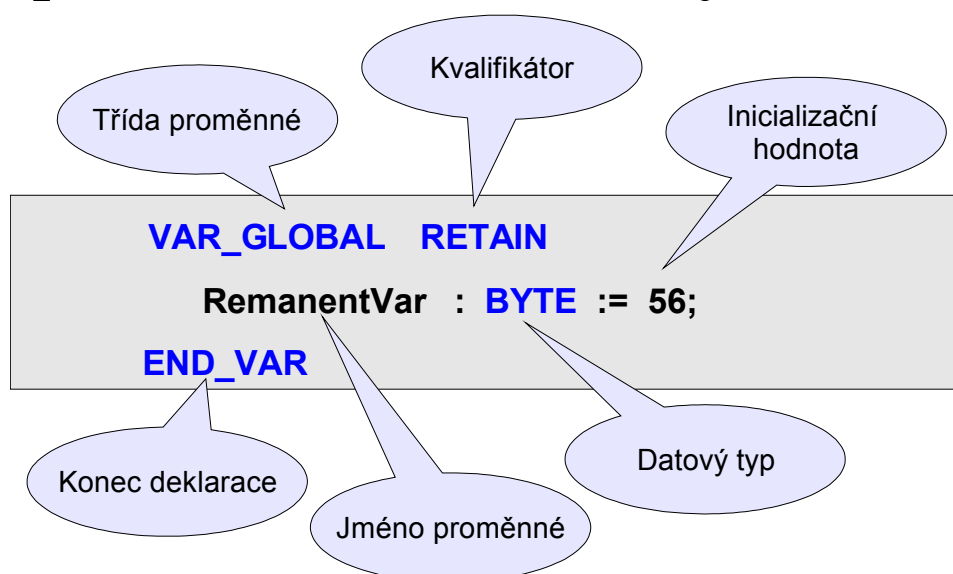 Kvalifikátor
Třída proměnné
Inicializační
hodnota
VAR_GLOBAL RETAIN
RemanentVar : BYTE := 56;
END_VAR
Konec deklarace
Datový typ
Jméno proměnné